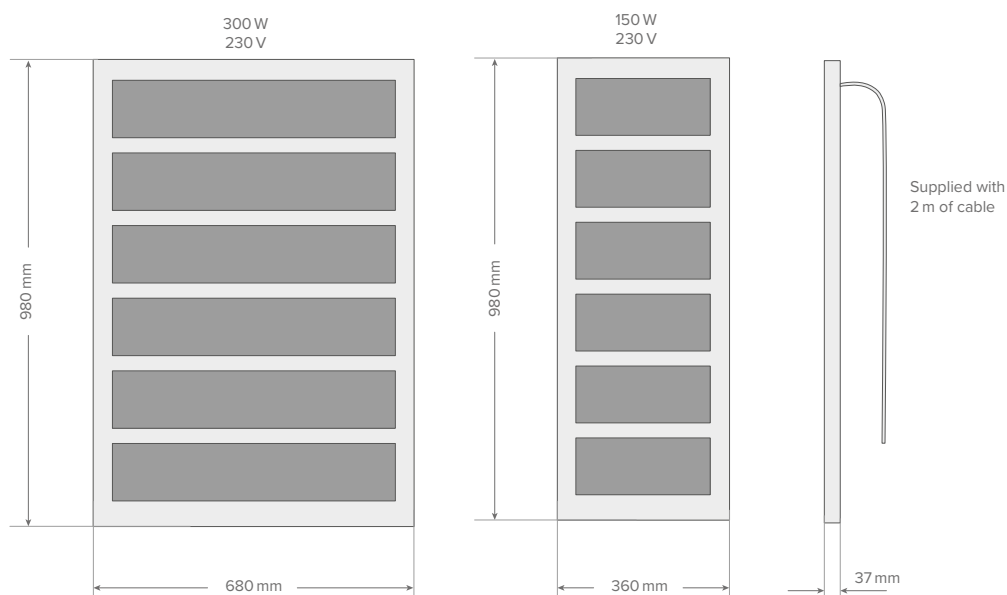 300 W
230 V
980 mm
680 mm
150 W
230 V
980 mm
360 mm
Supplied with
2 m of cable
37 mm